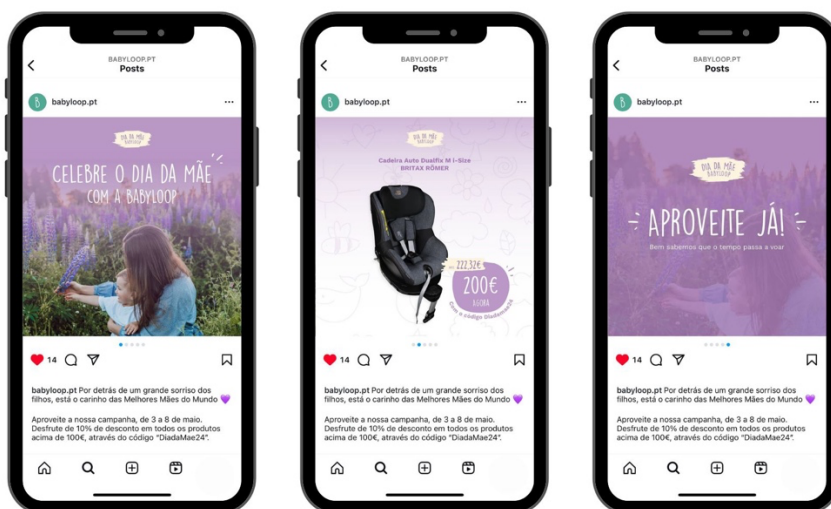 BABYLOOP.PT
Posts
babyloop.pt
DIA DA MÃE
BABYLOOP
CELEBRE O DIA DA MÃE
COM A BABYLOOP
14
babyloop.pt Por detrás de um grande sorriso dos
filhos, está o carinho das Melhores Mães do Mundo 💜
Aproveite a nossa campanha, de 3 a 8 de maio.
Desfrute de 10% de desconto em todos os produtos
acima de 100€, através do código "DiadaMae24".
BABYLOOP.PT
Posts
babyloop.pt
DIA DA MÃE
BABYLOOP
Cadeira Auto Dualfix M i-Size
BRITAX RÖMER
222,32€
200€
AGORA
Com o código Diadamae24
14
babyloop.pt Por detrás de um grande sorriso dos
filhos, está o carinho das Melhores Mães do Mundo 💜
Aproveite a nossa campanha, de 3 a 8 de maio.
Desfrute de 10% de desconto em todos os produtos
acima de 100€, através do código "DiadaMae24".
BABYLOOP.PT
Posts
babyloop.pt
DIA DA MÃE
BABYLOOP
APROVEITE JÁ!
Bem sabemos que o tempo passa a voar
14
babyloop.pt Por detrás de um grande sorriso dos
filhos, está o carinho das Melhores Mães do Mundo 💜
Aproveite a nossa campanha, de 3 a 8 de maio.
Desfrute de 10% de desconto em todos os produtos
acima de 100€, através do código "DiadaMae24".